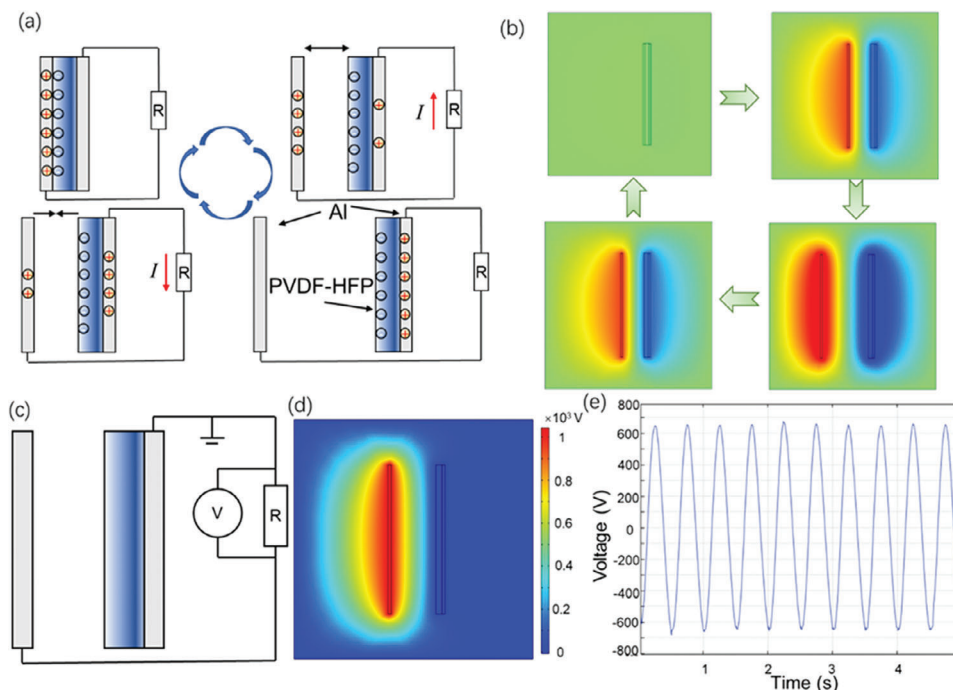 (a)
R
I
R
Al
I
R
PVDF-HFP
R
(b)
(c)
V
R
(d)
×10³ V
1
0.8
0.6
0.4
0.2
0
(e)
Voltage (V)
800
600
400
200
0
-200
-400
-600
-800
1
2
3
4
Time (s)